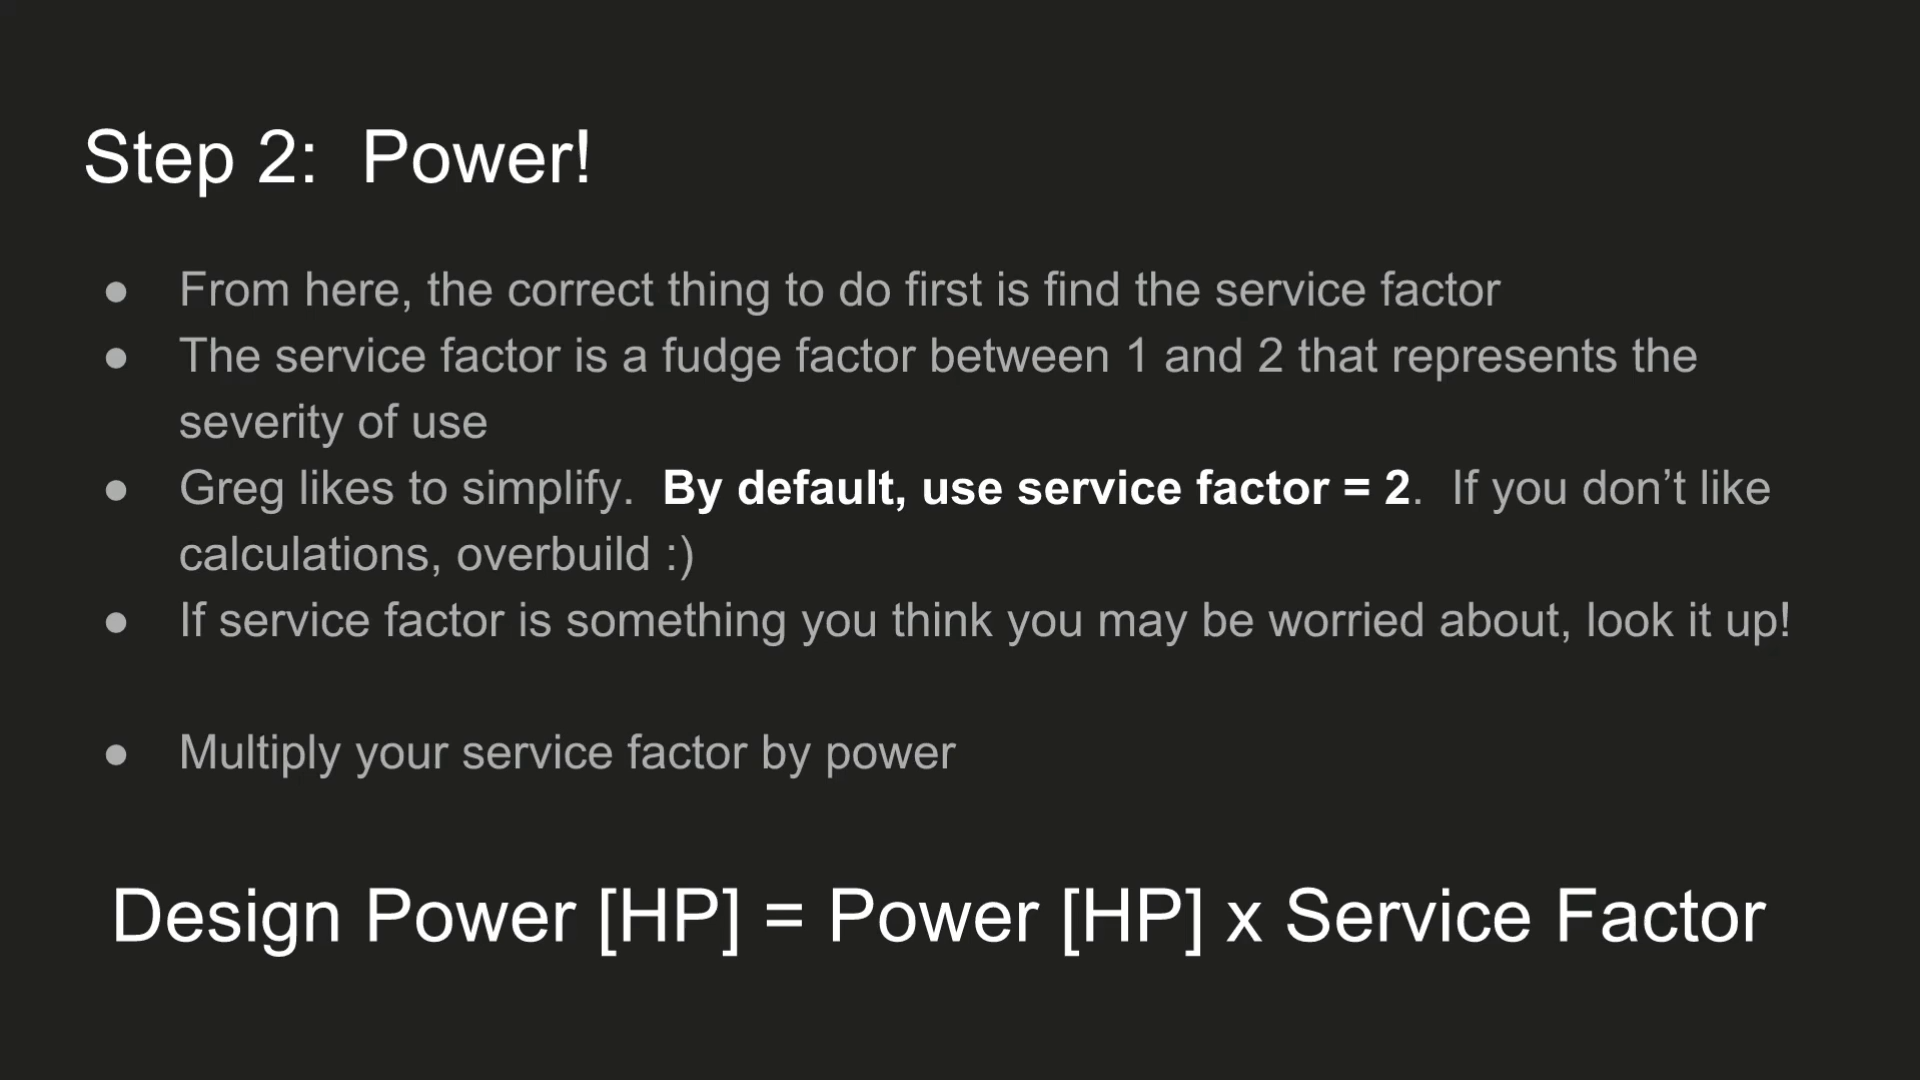 Step 2:  Power!
● From here, the correct thing to do first is find the service factor
● The service factor is a fudge factor between 1 and 2 that represents the
severity of use
● Greg likes to simplify.  By default, use service factor = 2.  If you don’t like
calculations, overbuild :)
● If service factor is something you think you may be worried about, look it up!
● Multiply your service factor by power
Design Power [HP] = Power [HP] x Service Factor